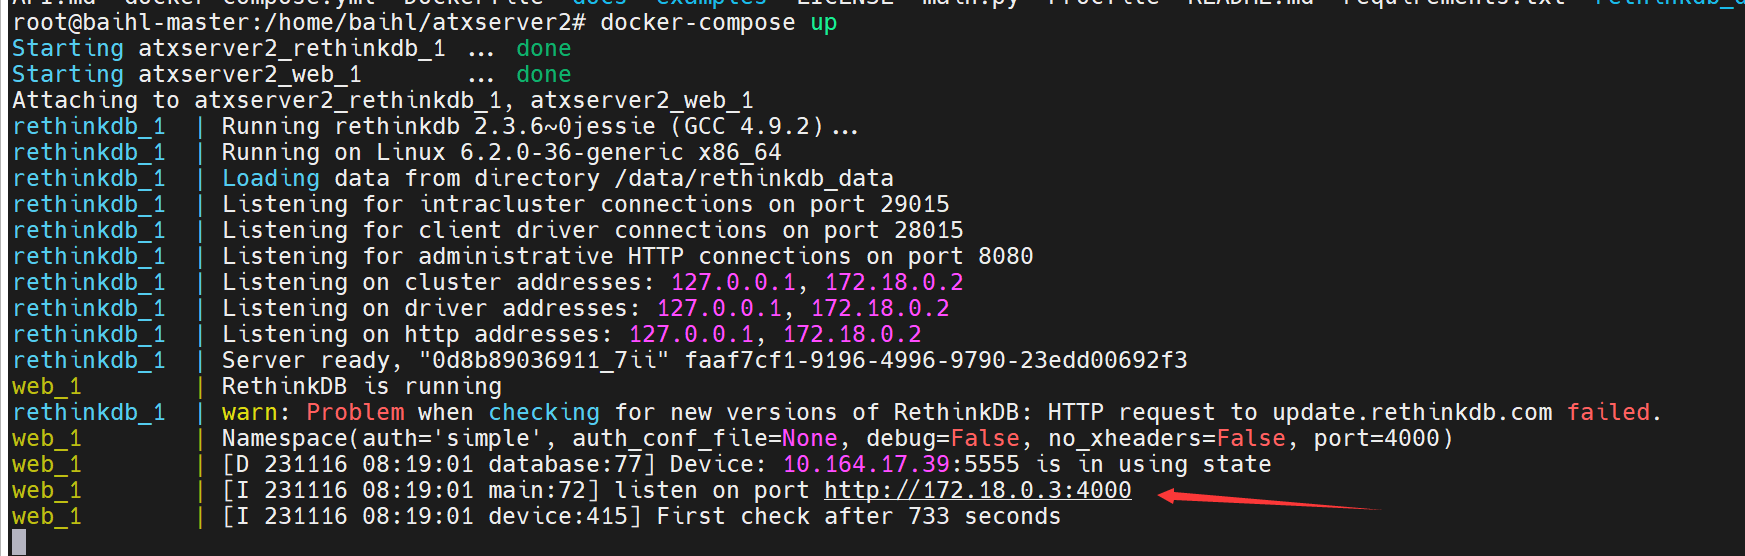 API.md docker-compose.yml Dockerfile docs examples LICENSE main.py Procfile README.md requirements.txt
root@baihl-master:/home/baihl/atxserver2# docker-compose up
Starting atxserver2_rethinkdb_1 ... done
Starting atxserver2_web_1 ... done
Attaching to atxserver2_rethinkdb_1, atxserver2_web_1
rethinkdb_1 | Running rethinkdb 2.3.6~0jessie (GCC 4.9.2)...
rethinkdb_1 | Running on Linux 6.2.0-36-generic x86_64
rethinkdb_1 | Loading data from directory /data/rethinkdb_data
rethinkdb_1 | Listening for intracluster connections on port 29015
rethinkdb_1 | Listening for client driver connections on port 28015
rethinkdb_1 | Listening for administrative HTTP connections on port 8080
rethinkdb_1 | Listening on cluster addresses: 127.0.0.1, 172.18.0.2
rethinkdb_1 | Listening on driver addresses: 127.0.0.1, 172.18.0.2
rethinkdb_1 | Listening on http addresses: 127.0.0.1, 172.18.0.2
rethinkdb_1 | Server ready, "0d8b89036911_7ii" faaf7cf1-9196-4996-9790-23edd00692f3
web_1 | RethinkDB is running
rethinkdb_1 | warn: Problem when checking for new versions of RethinkDB: HTTP request to update.rethinkdb.com failed.
web_1 | Namespace(auth='simple', auth_conf_file=None, debug=False, no_xheaders=False, port=4000)
web_1 | [D 231116 08:19:01 database:77] Device: 10.164.17.39:5555 is in using state
web_1 | [I 231116 08:19:01 main:72] listen on port http://172.18.0.3:4000
web_1 | [I 231116 08:19:01 device:415] First check after 733 seconds